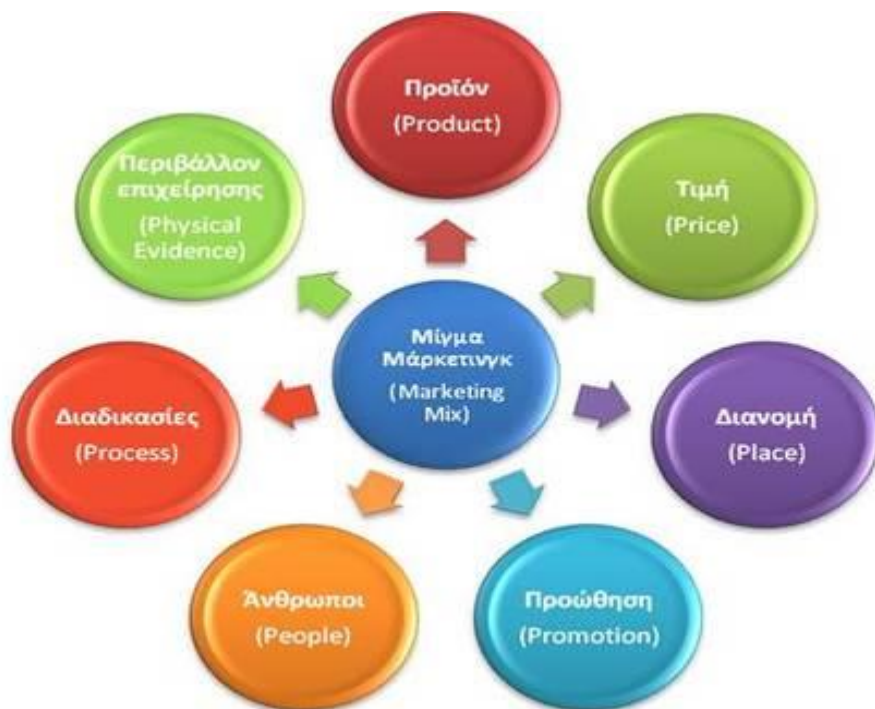 Προϊόν
(Product)
Περιβάλλον
επιχείρησης
(Physical
Evidence)
Τιμή
(Price)
Μίγμα
Μάρκετινγκ
(Marketing
Mix)
Διαδικασίες
(Process)
Διανομή
(Place)
Άνθρωποι
(People)
Προώθηση
(Promotion)